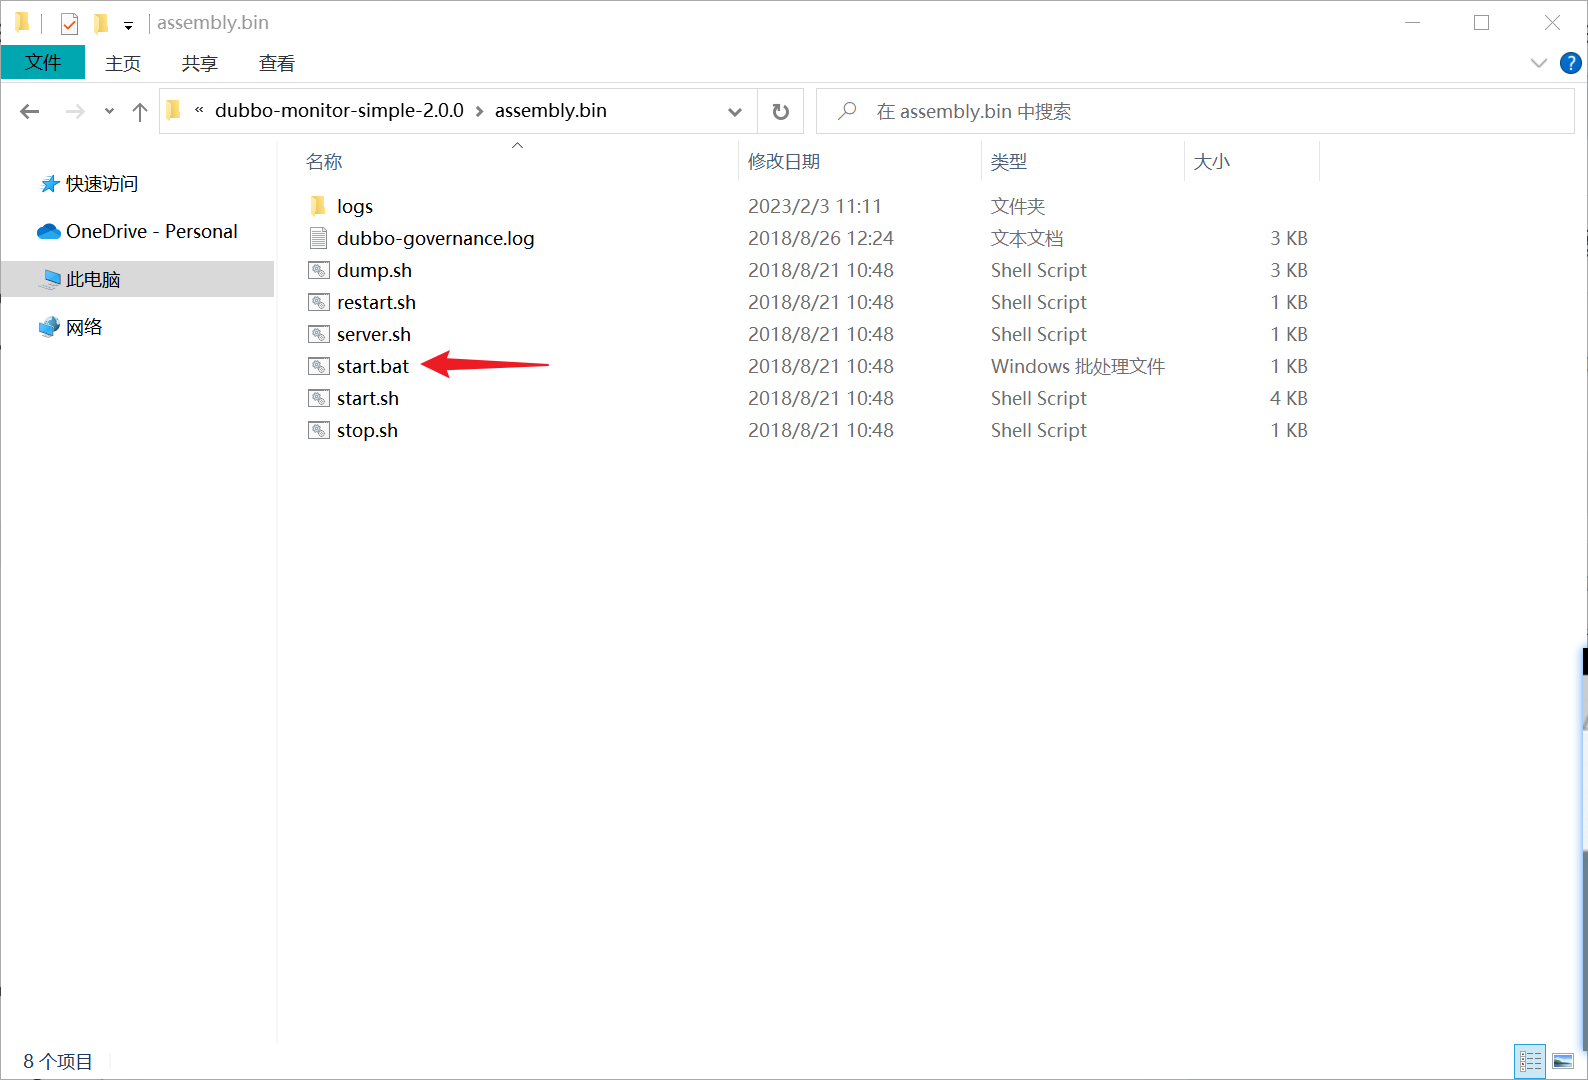 assembly.bin
文件 主页 共享 查看
« dubbo-monitor-simple-2.0.0 › assembly.bin 在 assembly.bin 中搜索
名称 修改日期 类型 大小
快速访问
OneDrive - Personal
此电脑
网络
logs 2023/2/3 11:11 文件夹
dubbo-governance.log 2018/8/26 12:24 文本文档 3 KB
dump.sh 2018/8/21 10:48 Shell Script 3 KB
restart.sh 2018/8/21 10:48 Shell Script 1 KB
server.sh 2018/8/21 10:48 Shell Script 1 KB
start.bat 2018/8/21 10:48 Windows 批处理文件 1 KB
start.sh 2018/8/21 10:48 Shell Script 4 KB
stop.sh 2018/8/21 10:48 Shell Script 1 KB
8 个项目